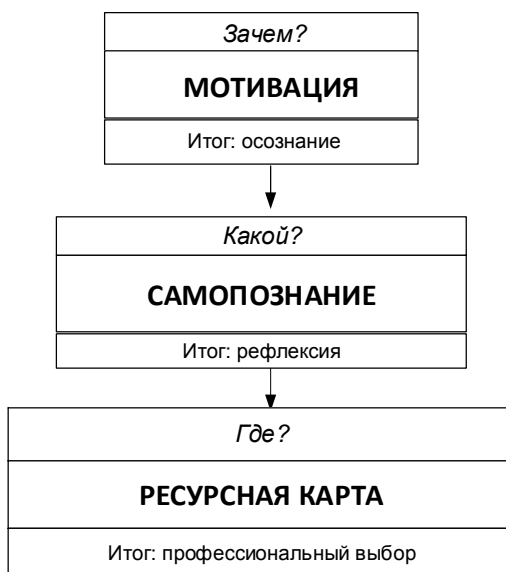 Зачем?
МОТИВАЦИЯ
Итог: осознание
Какой?
САМОПОЗНАНИЕ
Итог: рефлексия
Где?
РЕСУРСНАЯ КАРТА
Итог: профессиональный выбор